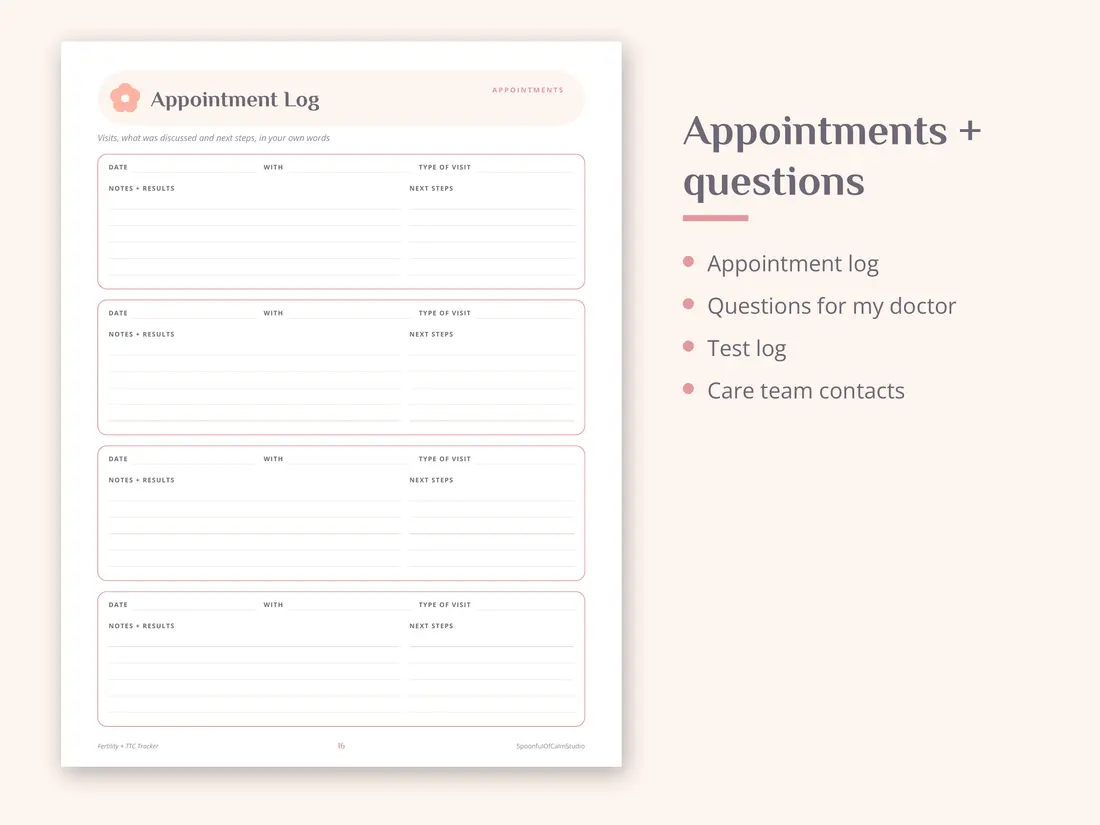 Appointment Log
APPOINTMENTS
Visits, what was discussed and next steps, in your own words
DATE WITH TYPE OF VISIT
NOTES + RESULTS NEXT STEPS
DATE WITH TYPE OF VISIT
NOTES + RESULTS NEXT STEPS
DATE WITH TYPE OF VISIT
NOTES + RESULTS NEXT STEPS
DATE WITH TYPE OF VISIT
NOTES + RESULTS NEXT STEPS
Fertility + TTC Tracker 16 SpoonfulOfCalmStudio
Appointments +
questions
Appointment log
Questions for my doctor
Test log
Care team contacts